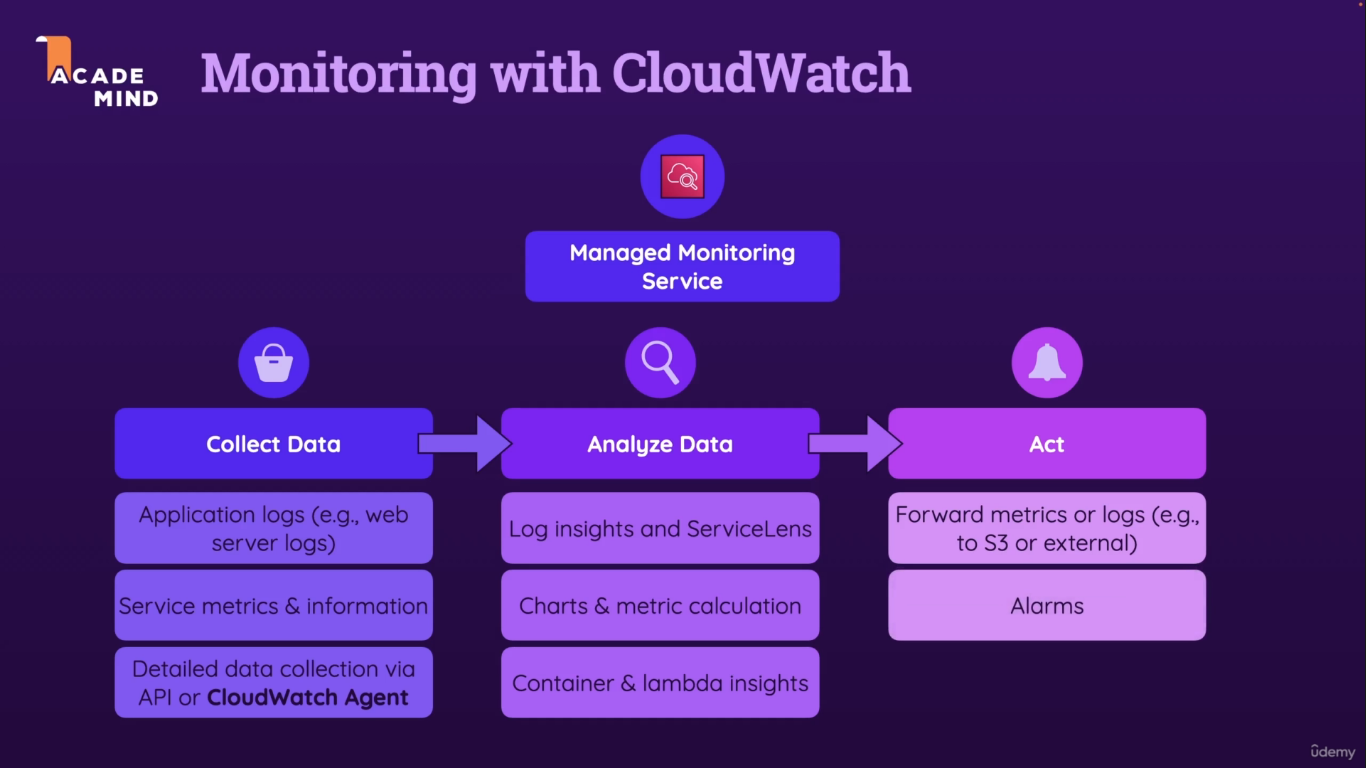 ACADE
MIND
Monitoring with CloudWatch
Managed Monitoring
Service
Collect Data
Analyze Data
Act
Application logs (e.g., web
server logs)
Log insights and ServiceLens
Forward metrics or logs (e.g.,
to S3 or external)
Service metrics & information
Charts & metric calculation
Alarms
Detailed data collection via
API or CloudWatch Agent
Container & lambda insights
ûdemy